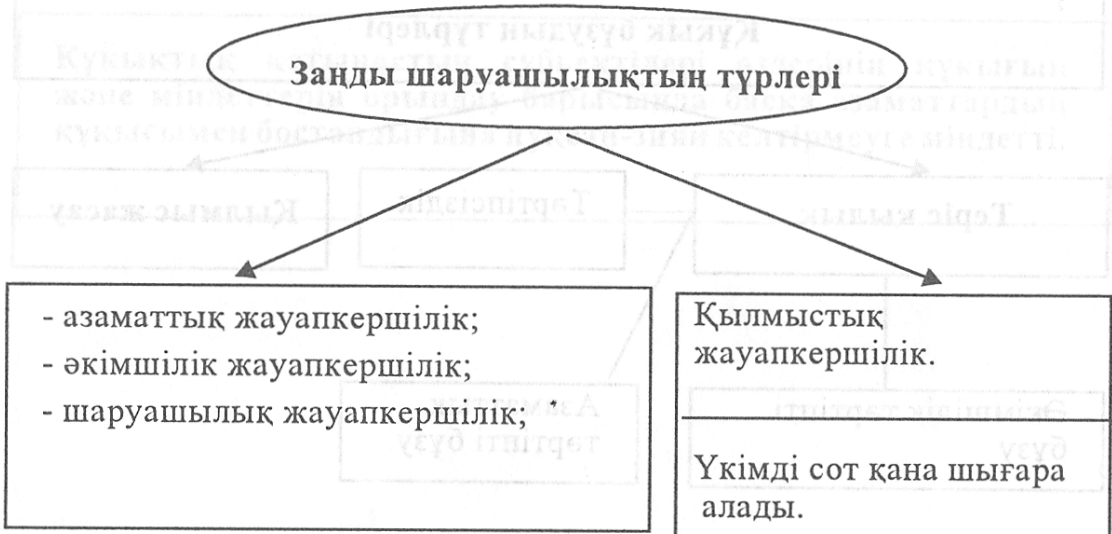 Заңды шаруашылықтың түрлері
- азаматтық жауапкершілік;
- әкімшілік жауапкершілік;
- шаруашылық жауапкершілік;
Қылмыстық
жауапкершілік.
Үкімді сот қана шығара
алады.